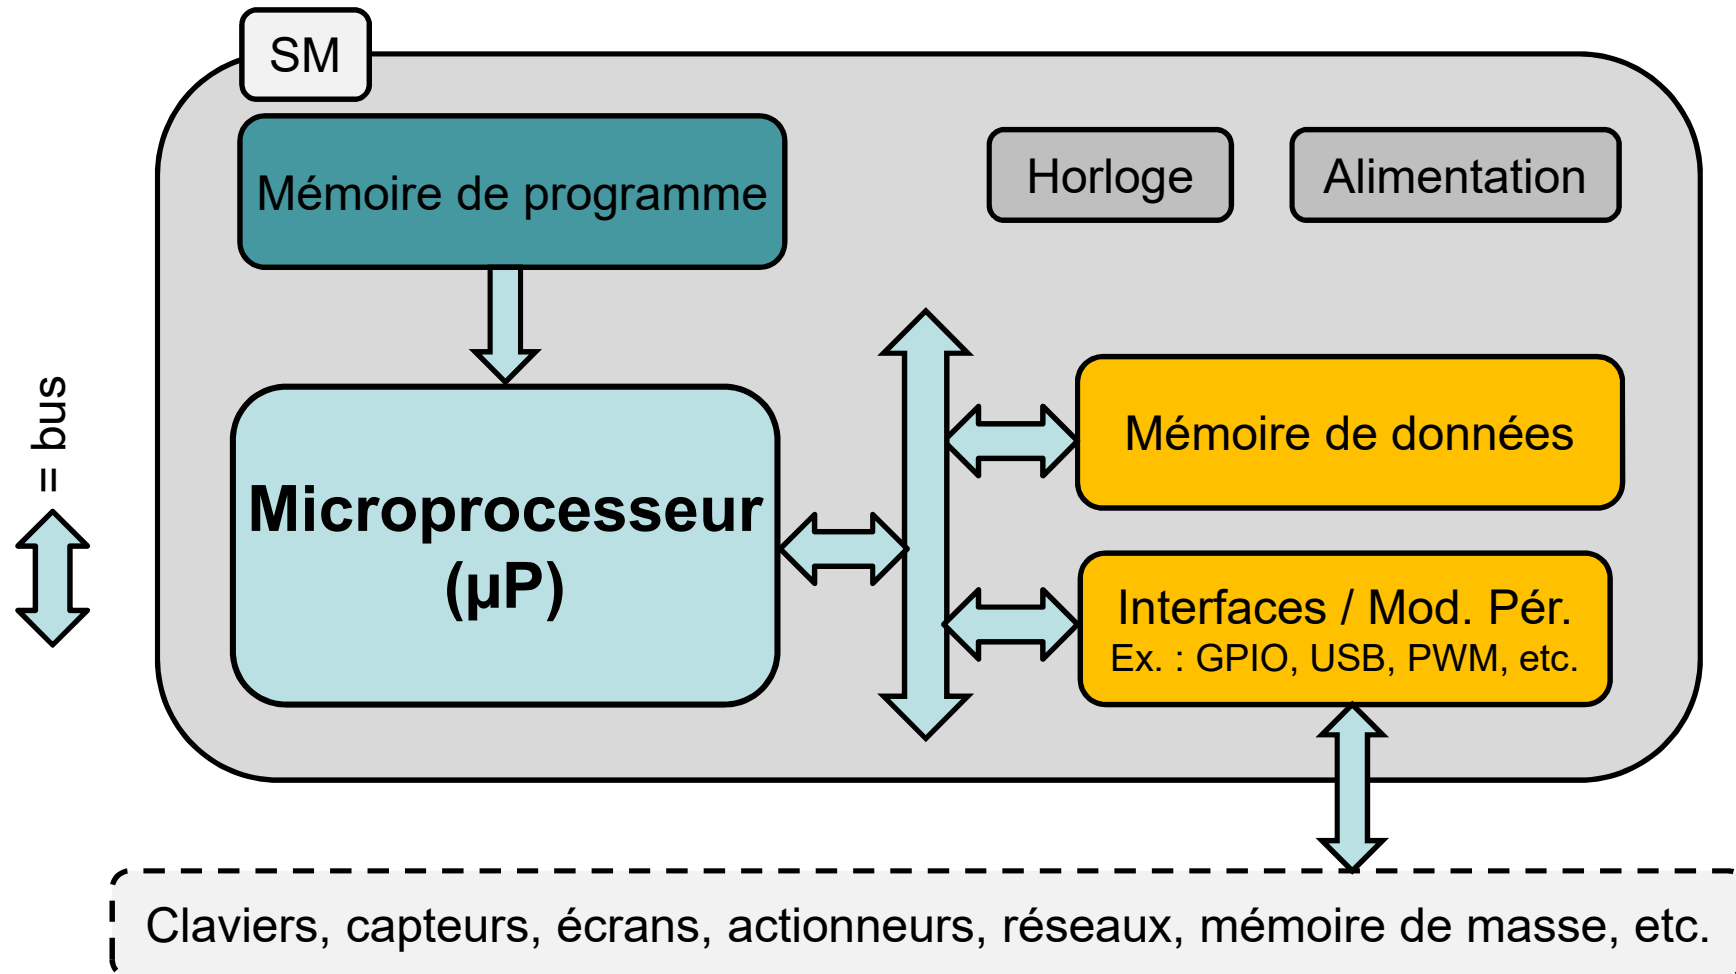 SM
Mémoire de programme
Horloge
Alimentation
= bus
Microprocesseur
(µP)
Mémoire de données
Interfaces / Mod. Pér.
Ex. : GPIO, USB, PWM, etc.
Claviers, capteurs, écrans, actionneurs, réseaux, mémoire de masse, etc.